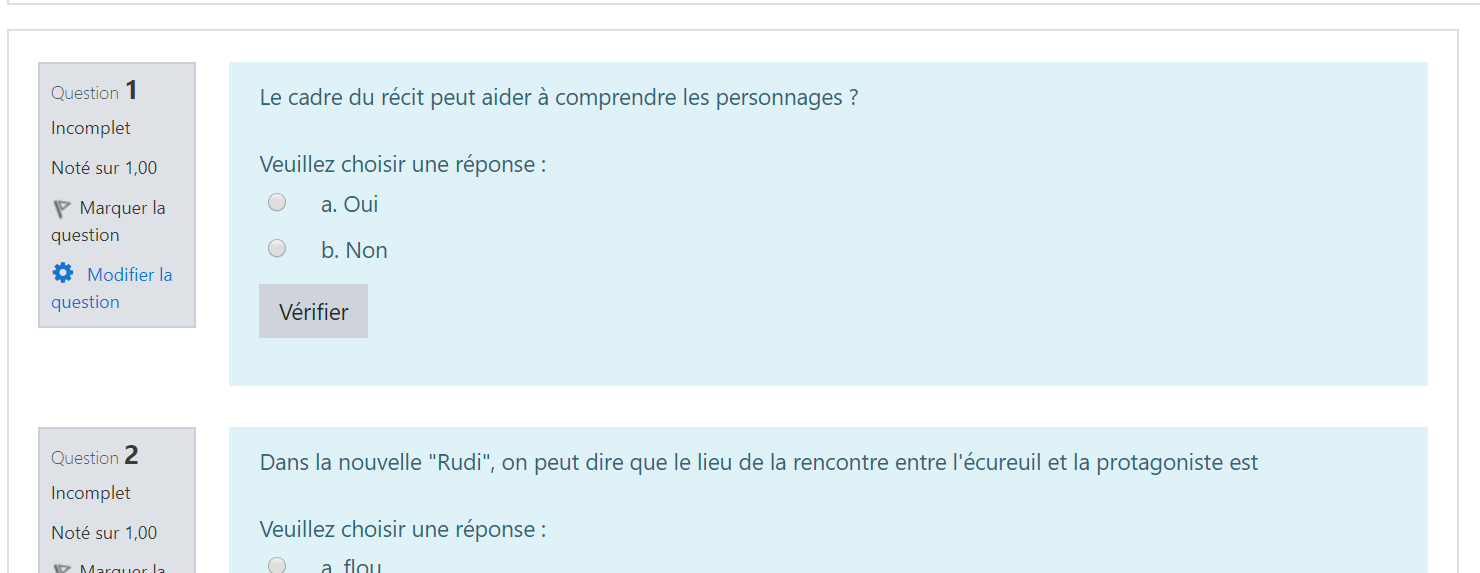 Question 1
Incomplet
Noté sur 1,00
Marquer la
question
Modifier la
question
Le cadre du récit peut aider à comprendre les personnages ?
Veuillez choisir une réponse :
a. Oui
b. Non
Vérifier
Question 2
Incomplet
Noté sur 1,00
Marquer la
Dans la nouvelle "Rudi", on peut dire que le lieu de la rencontre entre l'écureuil et la protagoniste est
Veuillez choisir une réponse :
a. flou